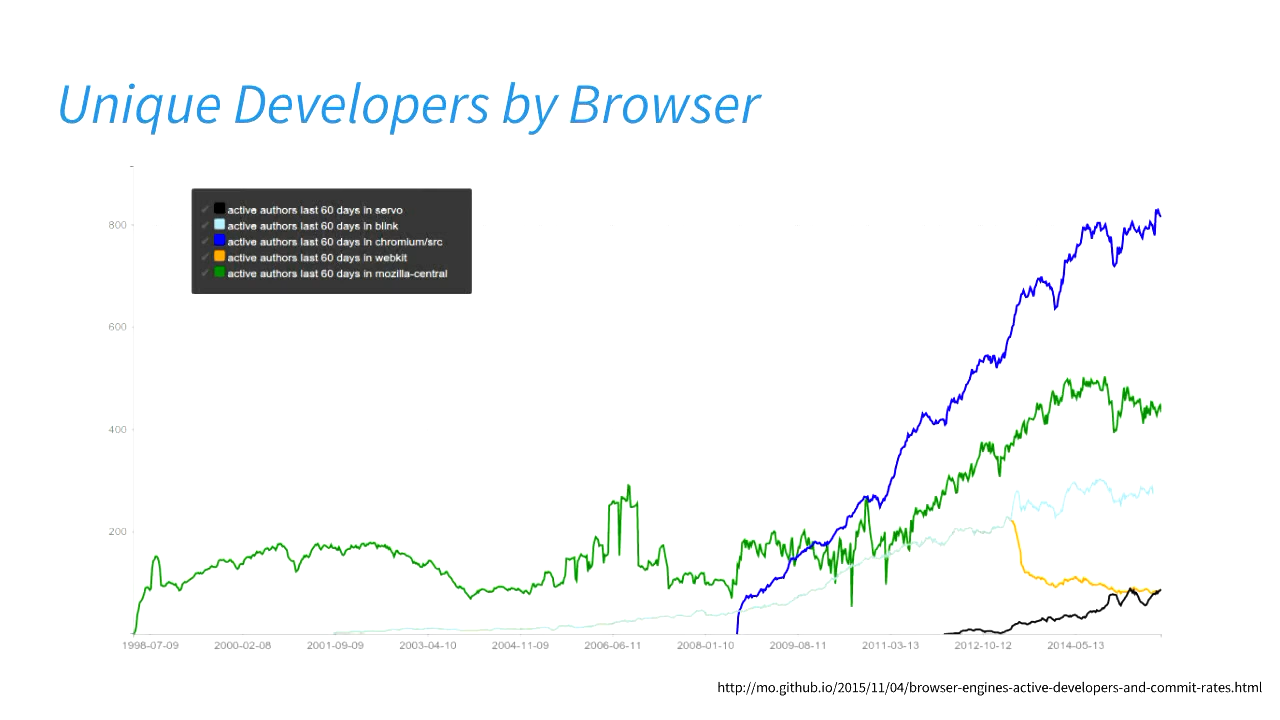 Unique Developers by Browser
active authors last 60 days in servo
active authors last 60 days in blink
active authors last 60 days in chromium/src
active authors last 60 days in webkit
active authors last 60 days in mozilla-central
800
600
400
200
1998-07-09 2000-02-08 2001-09-09 2003-04-10 2004-11-09 2006-06-11 2008-01-10 2009-08-11 2011-03-13 2012-10-12 2014-05-13
http://mo.github.io/2015/11/04/browser-engines-active-developers-and-commit-rates.html